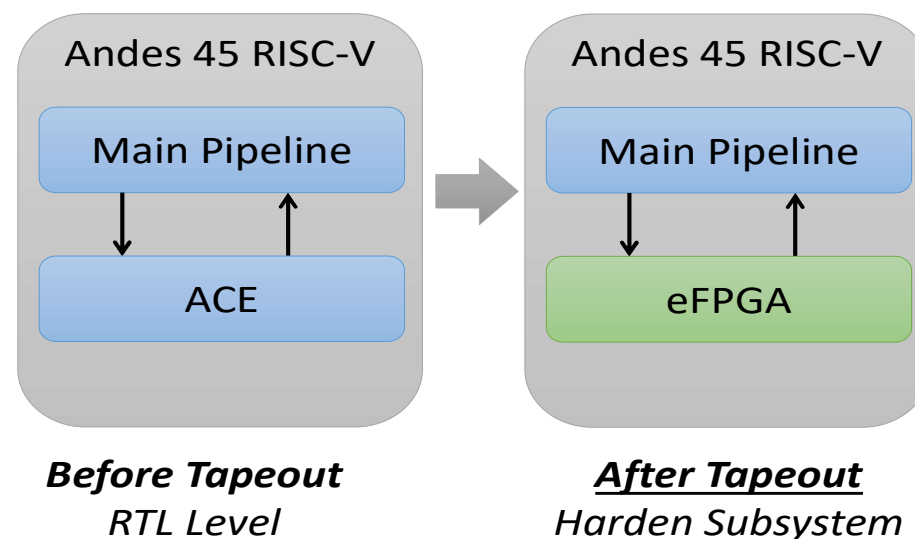 Andes 45 RISC-V
Main Pipeline
ACE
Before Tapeout
RTL Level
Andes 45 RISC-V
Main Pipeline
eFPGA
After Tapeout
Harden Subsystem